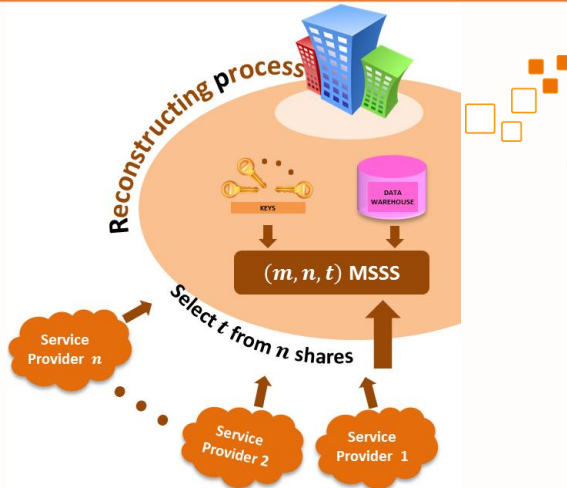 Reconstructing process
KEYS
DATA
WAREHOUSE
(m, n, t) MSSS
Select t from n shares
Service
Provider n
Service
Provider 2
Service
Provider 1